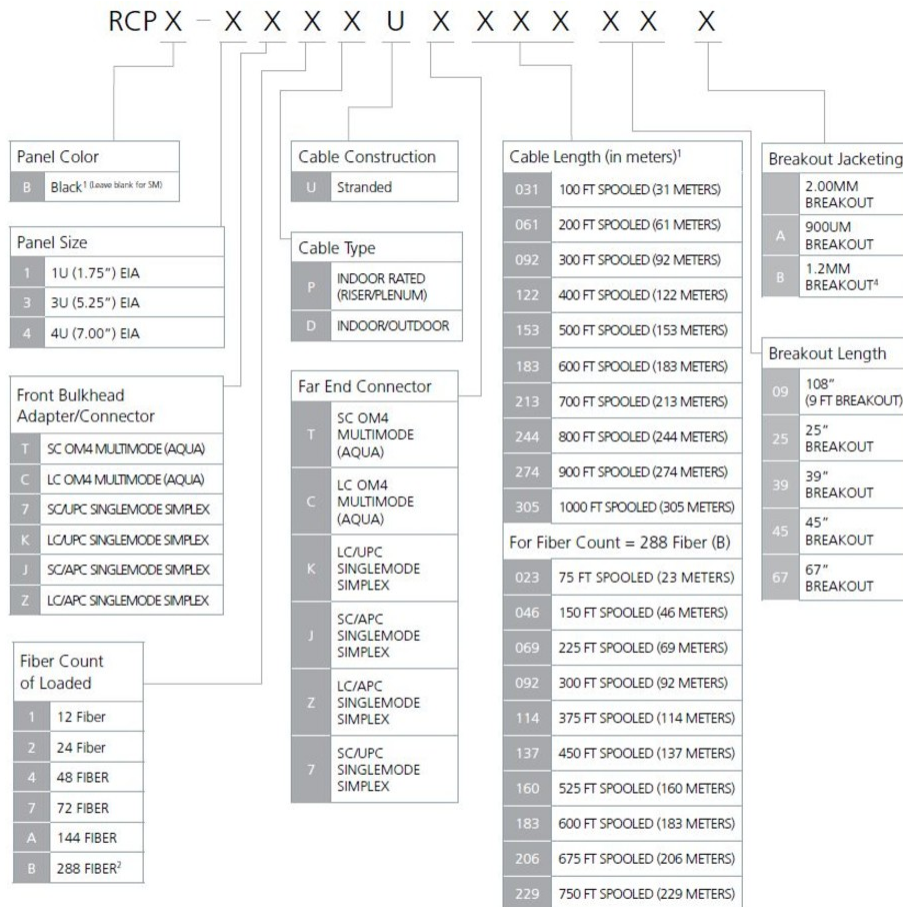 RCP X - X X X X U X X X X X X X
Panel Color
B Black¹ (Leave blank for SM)
Panel Size
1 1U (1.75”) EIA
3 3U (5.25”) EIA
4 4U (7.00”) EIA
Front Bulkhead
Adapter/Connector
T SC OM4 MULTIMODE (AQUA)
C LC OM4 MULTIMODE (AQUA)
7 SC/UPC SINGLEMODE SIMPLEX
K LC/UPC SINGLEMODE SIMPLEX
J SC/APC SINGLEMODE SIMPLEX
Z LC/APC SINGLEMODE SIMPLEX
Fiber Count
of Loaded
1 12 Fiber
2 24 Fiber
4 48 FIBER
7 72 FIBER
A 144 FIBER
B 288 FIBER²
Cable Construction
U Stranded
Cable Type
P INDOOR RATED
(RISER/PLENUM)
D INDOOR/OUTDOOR
Far End Connector
T SC OM4
MULTIMODE
(AQUA)
C LC OM4
MULTIMODE
(AQUA)
K LC/UPC
SINGLEMODE
SIMPLEX
J SC/APC
SINGLEMODE
SIMPLEX
Z LC/APC
SINGLEMODE
SIMPLEX
7 SC/UPC
SINGLEMODE
SIMPLEX
Cable Length (in meters)¹
031 100 FT SPOOLED (31 METERS)
061 200 FT SPOOLED (61 METERS)
092 300 FT SPOOLED (92 METERS)
122 400 FT SPOOLED (122 METERS)
153 500 FT SPOOLED (153 METERS)
183 600 FT SPOOLED (183 METERS)
213 700 FT SPOOLED (213 METERS)
244 800 FT SPOOLED (244 METERS)
274 900 FT SPOOLED (274 METERS)
305 1000 FT SPOOLED (305 METERS)
For Fiber Count = 288 Fiber (B)
023 75 FT SPOOLED (23 METERS)
046 150 FT SPOOLED (46 METERS)
069 225 FT SPOOLED (69 METERS)
092 300 FT SPOOLED (92 METERS)
114 375 FT SPOOLED (114 METERS)
137 450 FT SPOOLED (137 METERS)
160 525 FT SPOOLED (160 METERS)
183 600 FT SPOOLED (183 METERS)
206 675 FT SPOOLED (206 METERS)
229 750 FT SPOOLED (229 METERS)
Breakout Jacketing
2.00MM
BREAKOUT
A 900UM
BREAKOUT
B 1.2MM
BREAKOUT⁴
Breakout Length
09 108”
(9 FT BREAKOUT)
25 25”
BREAKOUT
39 39”
BREAKOUT
45 45”
BREAKOUT
67 67”
BREAKOUT